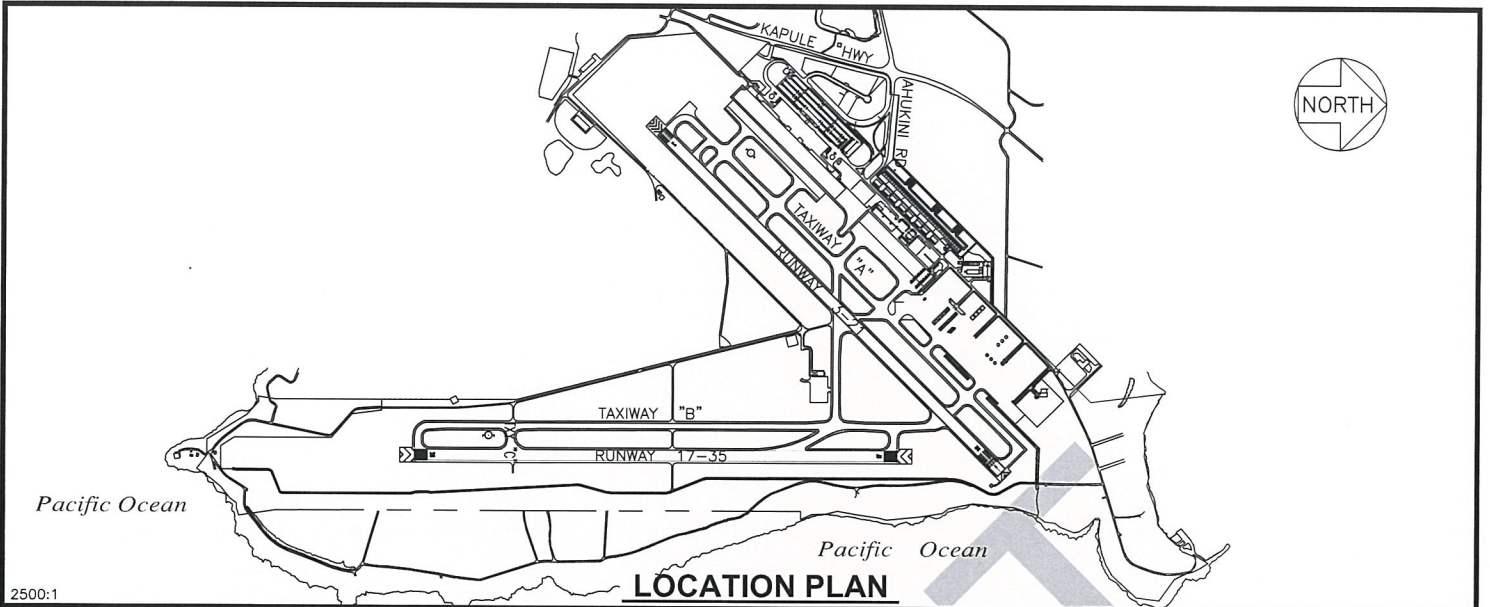 KAPULE HWY
AHUKINI RD
NORTH
TAXIWAY "A"
RUNWAY
TAXIWAY "B"
RUNWAY 17-35
Pacific Ocean
Pacific Ocean
LOCATION PLAN
2500:1